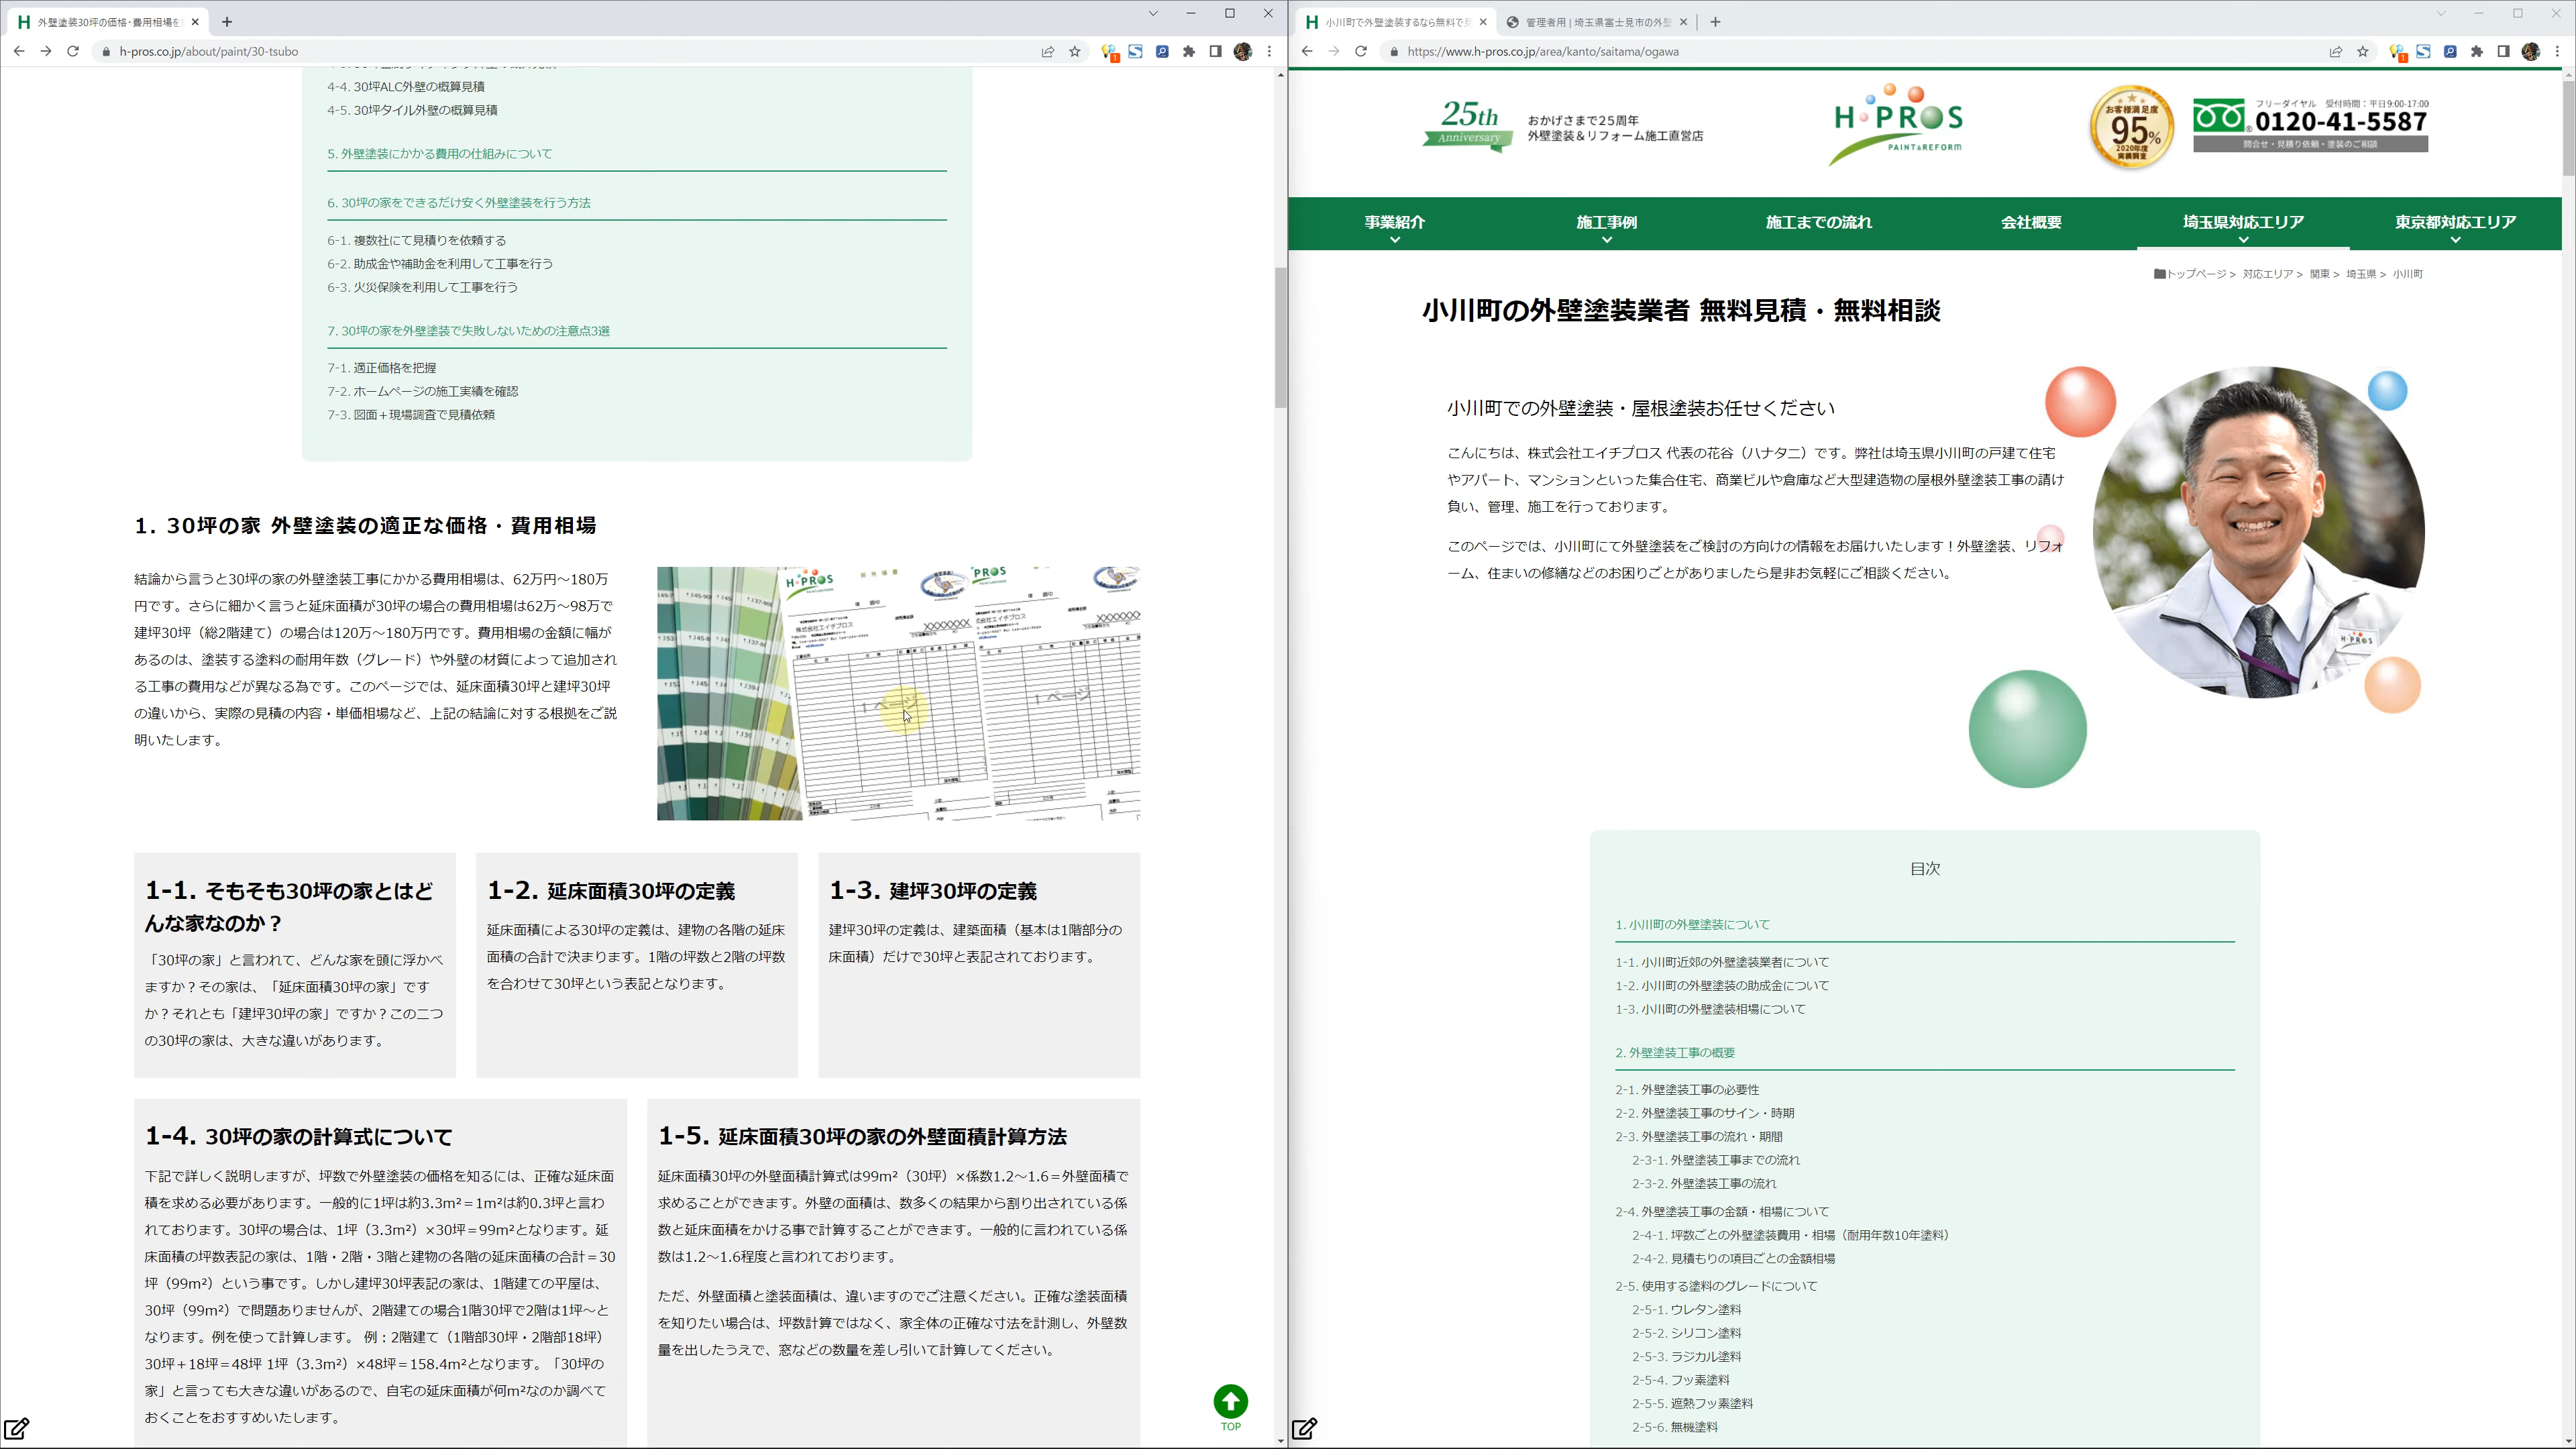 外壁塗装30坪の価格・費用相場を
h-pros.co.jp/about/paint/30-tsubo
4-4. 30坪ALC外壁の概算見積
4-5. 30坪タイル外壁の概算見積
5. 外壁塗装にかかる費用の仕組みについて
6. 30坪の家をできるだけ安く外壁塗装を行う方法
6-1. 複数社にて見積りを依頼する
6-2. 助成金や補助金を利用して工事を行う
6-3. 火災保険を利用して工事を行う
7. 30坪の家を外壁塗装で失敗しないための注意点3選
7-1. 適正価格を把握
7-2. ホームページの施工実績を確認
7-3. 図面＋現場調査で見積依頼
1. 30坪の家 外壁塗装の適正な価格・費用相場
結論から言うと30坪の家の外壁塗装工事にかかる費用相場は、62万円～180万
円です。さらに細かく言うと延床面積が30坪の場合の費用相場は62万～98万で
建坪30坪（総2階建て）の場合は120万～180万円です。費用相場の金額に幅が
あるのは、塗装する塗料の耐用年数（グレード）や外壁の材質によって追加され
る工事の費用などが異なる為です。このページでは、延床面積30坪と建坪30坪
の違いから、実際の見積の内容・単価相場など、上記の結論に対する根拠をご説
明いたします。
H PROS
PROS
株式会社エイチプロス
1 ページ
1 ページ
1-1. そもそも30坪の家とはど
んな家なのか？
「30坪の家」と言われて、どんな家を頭に浮かべ
ますか？その家は、「延床面積30坪の家」です
か？それとも「建坪30坪の家」ですか？この二つ
の30坪の家は、大きな違いがあります。
1-2. 延床面積30坪の定義
延床面積による30坪の定義は、建物の各階の延床
面積の合計で決まります。1階の坪数と2階の坪数
を合わせて30坪という表記となります。
1-3. 建坪30坪の定義
建坪30坪の定義は、建築面積（基本は1階部分の
床面積）だけで30坪と表記されております。
1-4. 30坪の家の計算式について
下記で詳しく説明しますが、坪数で外壁塗装の価格を知るには、正確な延床面
積を求める必要があります。一般的に1坪は約3.3m²＝1m²は約0.3坪と言わ
れております。30坪の場合は、1坪（3.3m²）×30坪＝99m²となります。延
床面積の坪数表記の家は、1階・2階・3階と建物の各階の延床面積の合計＝30
坪（99m²）という事です。しかし建坪30坪表記の家は、1階建ての平屋は、
30坪（99m²）で問題ありませんが、2階建ての場合1階30坪で2階は1坪～と
なります。例を使って計算します。 例：2階建て（1階部30坪・2階部18坪）
30坪＋18坪＝48坪 1坪（3.3m²）×48坪＝158.4m²となります。「30坪の
家」と言っても大きな違いがあるので、自宅の延床面積が何m²なのか調べて
おくことをおすすめいたします。
1-5. 延床面積30坪の家の外壁面積計算方法
延床面積30坪の外壁面積計算式は99m²（30坪）×係数1.2～1.6＝外壁面積で
求めることができます。外壁の面積は、数多くの結果から割り出されている係
数と延床面積をかける事で計算することができます。一般的に言われている係
数は1.2～1.6程度と言われております。
ただ、外壁面積と塗装面積は、違いますのでご注意ください。正確な塗装面積
を知りたい場合は、坪数計算ではなく、家全体の正確な寸法を計測し、外壁数
量を出したうえで、窓などの数量を差し引いて計算してください。
TOP
小川町で外壁塗装するなら無料で見
管理者用 | 埼玉県富士見市の外壁
https://www.h-pros.co.jp/area/kanto/saitama/ogawa
25th
Anniversary
おかげさまで25周年
外壁塗装＆リフォーム施工直営店
H PROS
PAINT&REFORM
お客様満足度
95%
2020年度
実績調査
フリーダイヤル 受付時間：平日9:00-17:00
0120-41-5587
問合せ・見積り依頼・塗装のご相談
事業紹介
施工事例
施工までの流れ
会社概要
埼玉県対応エリア
東京都対応エリア
トップページ > 対応エリア > 関東 > 埼玉県 > 小川町
小川町の外壁塗装業者 無料見積・無料相談
小川町での外壁塗装・屋根塗装お任せください
こんにちは、株式会社エイチプロス 代表の花谷（ハナタニ）です。弊社は埼玉県小川町の戸建て住宅
やアパート、マンションといった集合住宅、商業ビルや倉庫など大型建造物の屋根外壁塗装工事の請け
負い、管理、施工を行っております。
このページでは、小川町にて外壁塗装をご検討の方向けの情報をお届けいたします！外壁塗装、リフォ
ーム、住まいの修繕などのお困りごとがありましたら是非お気軽にご相談ください。
H PROS
目次
1. 小川町の外壁塗装について
1-1. 小川町近郊の外壁塗装業者について
1-2. 小川町の外壁塗装の助成金について
1-3. 小川町の外壁塗装相場について
2. 外壁塗装工事の概要
2-1. 外壁塗装工事の必要性
2-2. 外壁塗装工事のサイン・時期
2-3. 外壁塗装工事の流れ・期間
2-3-1. 外壁塗装工事までの流れ
2-3-2. 外壁塗装工事の流れ
2-4. 外壁塗装工事の金額・相場について
2-4-1. 坪数ごとの外壁塗装費用・相場（耐用年数10年塗料）
2-4-2. 見積もりの項目ごとの金額相場
2-5. 使用する塗料のグレードについて
2-5-1. ウレタン塗料
2-5-2. シリコン塗料
2-5-3. ラジカル塗料
2-5-4. フッ素塗料
2-5-5. 遮熱フッ素塗料
2-5-6. 無機塗料